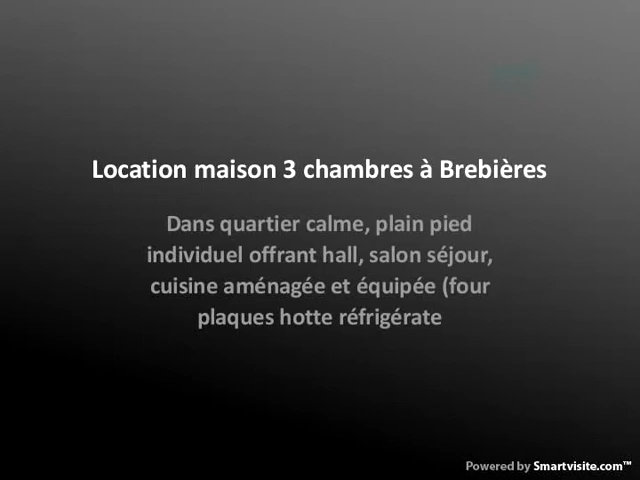 Location maison 3 chambres à Brebières
Dans quartier calme, plain pied
individuel offrant hall, salon séjour,
cuisine aménagée et équipée (four
plaques hotte réfrigérate
Powered by Smartvisite.com™